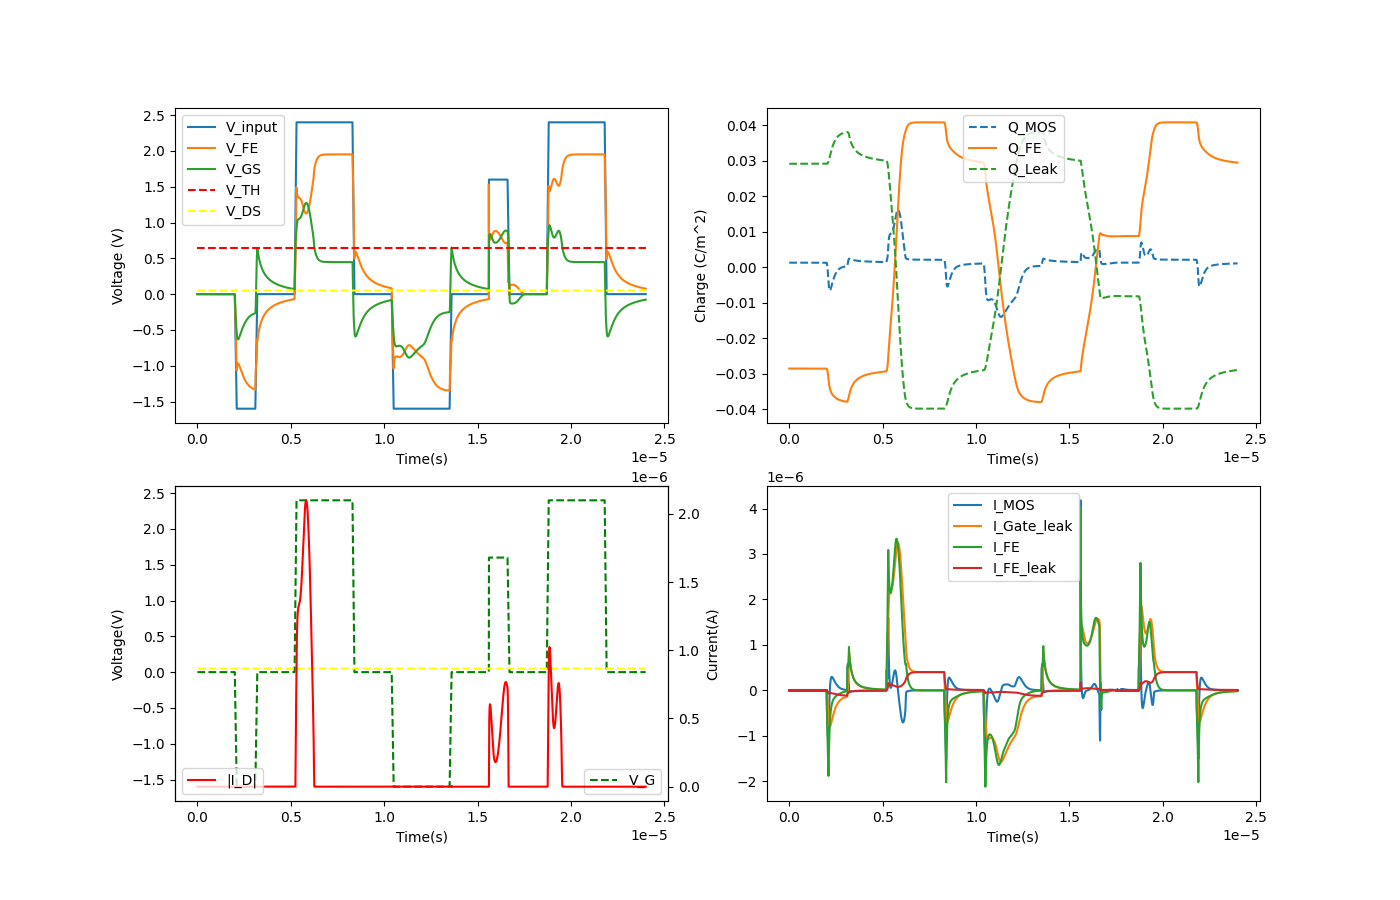 2.5
2.0
1.5
1.0
0.5
0.0
−0.5
−1.0
−1.5
Voltage (V)
V_input
V_FE
V_GS
V_TH
V_DS
0.0 0.5 1.0 1.5 2.0 2.5
Time(s)
1e−5
0.04
0.03
0.02
0.01
0.00
−0.01
−0.02
−0.03
−0.04
Charge (C/m^2)
Q_MOS
Q_FE
Q_Leak
0.0 0.5 1.0 1.5 2.0 2.5
Time(s)
1e−5
2.5
2.0
1.5
1.0
0.5
0.0
−0.5
−1.0
−1.5
Voltage(V)
1e−6
2.0
1.5
1.0
0.5
0.0
|I_D|
V_G
0.0 0.5 1.0 1.5 2.0 2.5
Time(s)
1e−5
1e−6
4
3
2
1
0
−1
−2
Current(A)
I_MOS
I_Gate_leak
I_FE
I_FE_leak
0.0 0.5 1.0 1.5 2.0 2.5
Time(s)
1e−5